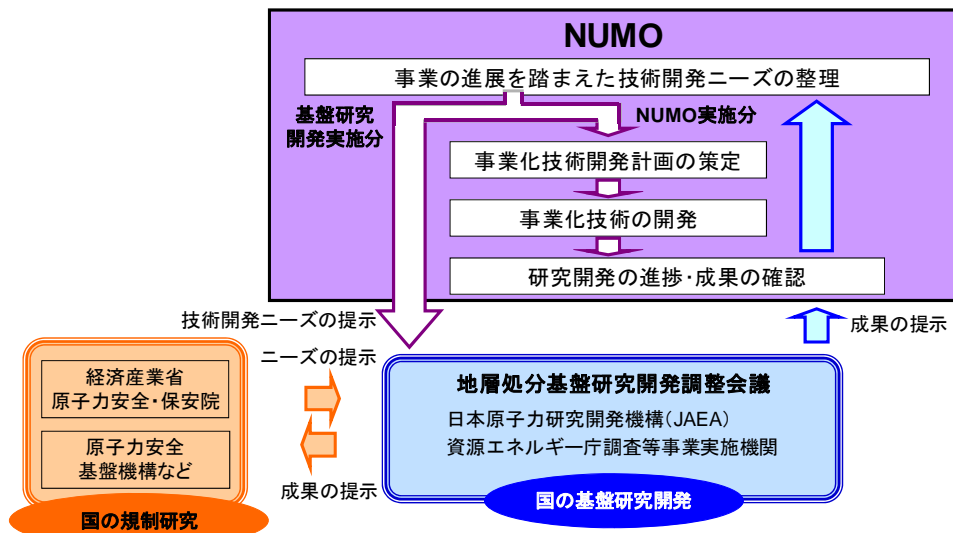 NUMO
事業の進展を踏まえた技術開発ニーズの整理
基盤研究
開発実施分
NUMO実施分
事業化技術開発計画の策定
事業化技術の開発
研究開発の進捗・成果の確認
技術開発ニーズの提示
成果の提示
ニーズの提示
経済産業省
原子力安全・保安院
原子力安全
基盤機構など
国の規制研究
成果の提示
地層処分基盤研究開発調整会議
日本原子力研究開発機構(JAEA)
資源エネルギー庁調査等事業実施機関
国の基盤研究開発